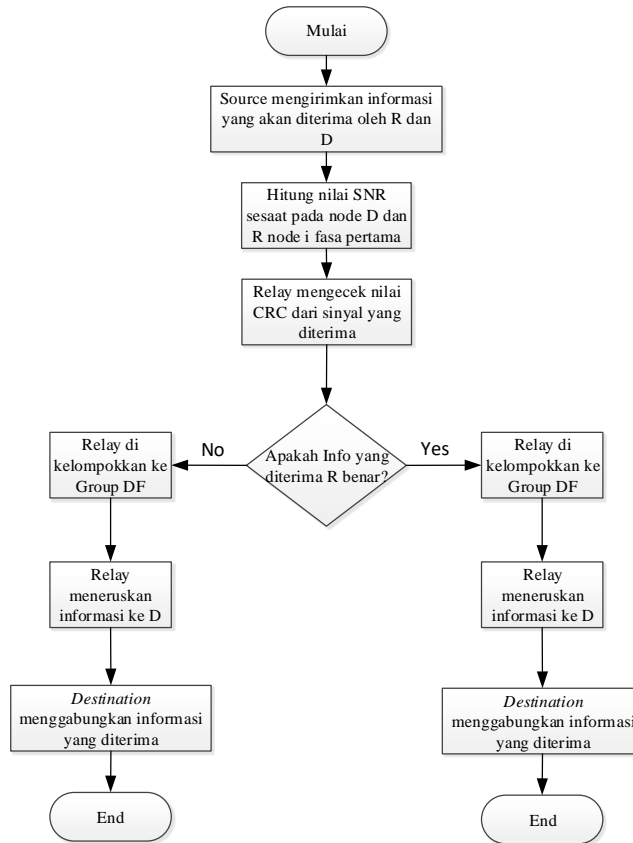 Mulai
Source mengirimkan informasi
yang akan diterima oleh R dan
D
Hitung nilai SNR
sesaat pada node D dan
R node i fasa pertama
Relay mengecek nilai
CRC dari sinyal yang
diterima
Apakah Info yang
diterima R benar?
No
Yes
Relay di
kelompokkan ke
Group DF
Relay
meneruskan
informasi ke D
Destination
menggabungkan informasi
yang diterima
End
Relay di
kelompokkan ke
Group DF
Relay
meneruskan
informasi ke D
Destination
menggabungkan informasi
yang diterima
End